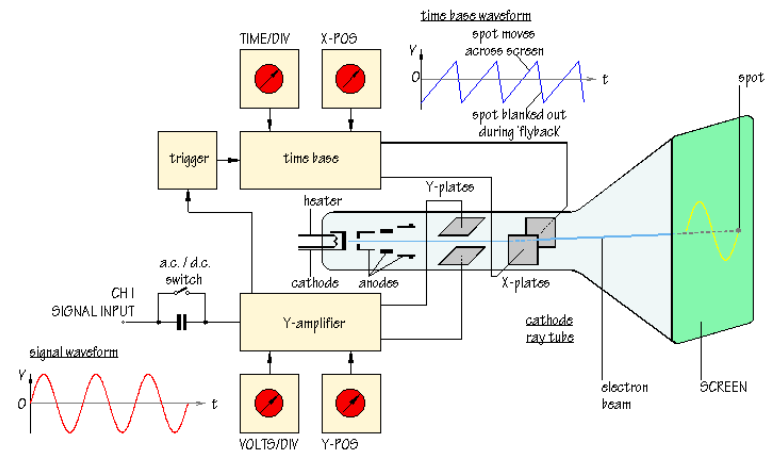 time base waveform
TIME/DIV
X-POS
spot moves
across screen
V
O
t
spot
spot blanked out
during 'flyback'
trigger
time base
Y-plates
heater
cathode
anodes
X-plates
a.c. / d.c.
switch
CH I
SIGNAL INPUT
Y-amplifier
cathode
ray tube
signal waveform
V
O
t
electron
beam
SCREEN
VOLTS/DIV
Y-POS